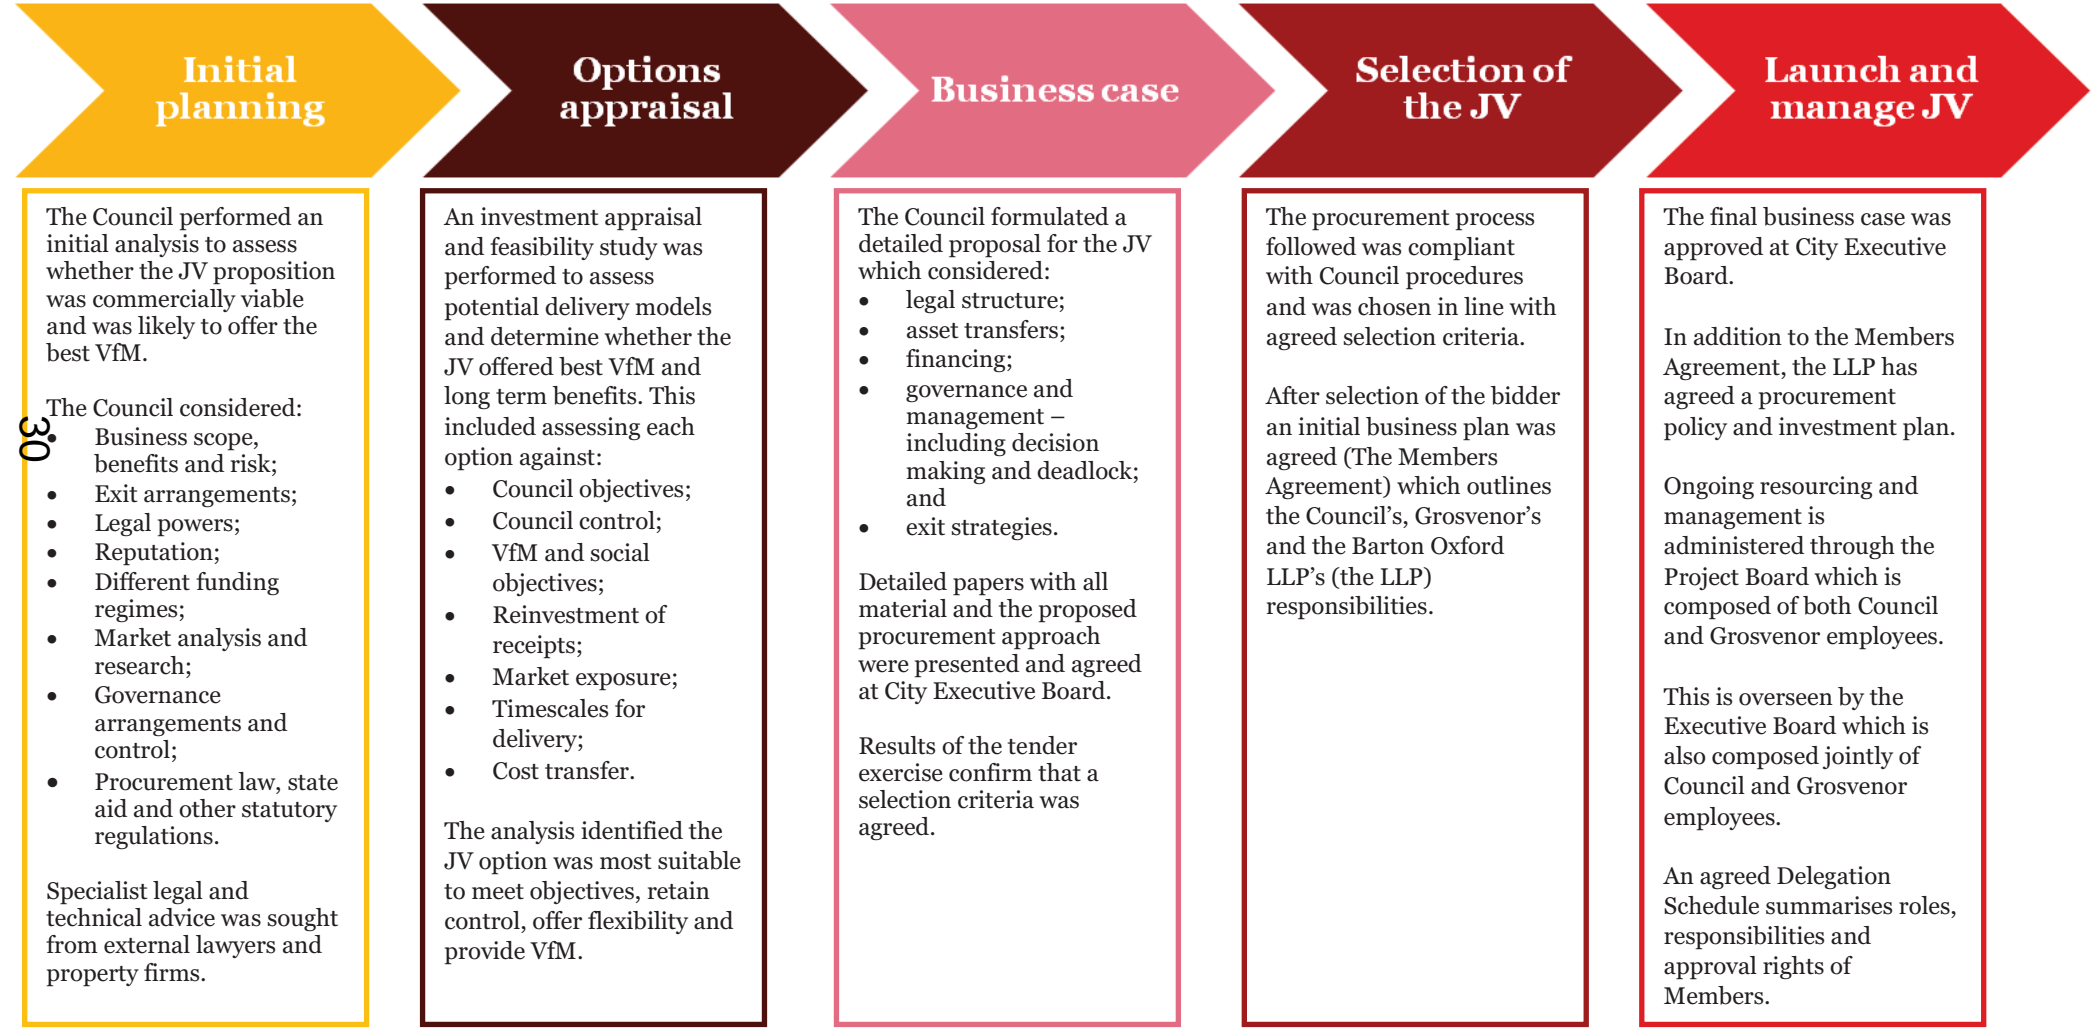 Initial
planning
Options
appraisal
Business case
Selection of
the JV
Launch and
manage JV
The Council performed an
initial analysis to assess
whether the JV proposition
was commercially viable
and was likely to offer the
best VfM.
The Council considered:
• Business scope,
benefits and risk;
• Exit arrangements;
• Legal powers;
• Reputation;
• Different funding
regimes;
• Market analysis and
research;
• Governance
arrangements and
control;
• Procurement law, state
aid and other statutory
regulations.
Specialist legal and
technical advice was sought
from external lawyers and
property firms.
30
An investment appraisal
and feasibility study was
performed to assess
potential delivery models
and determine whether the
JV offered best VfM and
long term benefits. This
included assessing each
option against:
• Council objectives;
• Council control;
• VfM and social
objectives;
• Reinvestment of
receipts;
• Market exposure;
• Timescales for
delivery;
• Cost transfer.
The analysis identified the
JV option was most suitable
to meet objectives, retain
control, offer flexibility and
provide VfM.
The Council formulated a
detailed proposal for the JV
which considered:
• legal structure;
• asset transfers;
• financing;
• governance and
management –
including decision
making and deadlock;
and
• exit strategies.
Detailed papers with all
material and the proposed
procurement approach
were presented and agreed
at City Executive Board.
Results of the tender
exercise confirm that a
selection criteria was
agreed.
The procurement process
followed was compliant
with Council procedures
and was chosen in line with
agreed selection criteria.
After selection of the bidder
an initial business plan was
agreed (The Members
Agreement) which outlines
the Council’s, Grosvenor’s
and the Barton Oxford
LLP’s (the LLP)
responsibilities.
The final business case was
approved at City Executive
Board.
In addition to the Members
Agreement, the LLP has
agreed a procurement
policy and investment plan.
Ongoing resourcing and
management is
administered through the
Project Board which is
composed of both Council
and Grosvenor employees.
This is overseen by the
Executive Board which is
also composed jointly of
Council and Grosvenor
employees.
An agreed Delegation
Schedule summarises roles,
responsibilities and
approval rights of
Members.